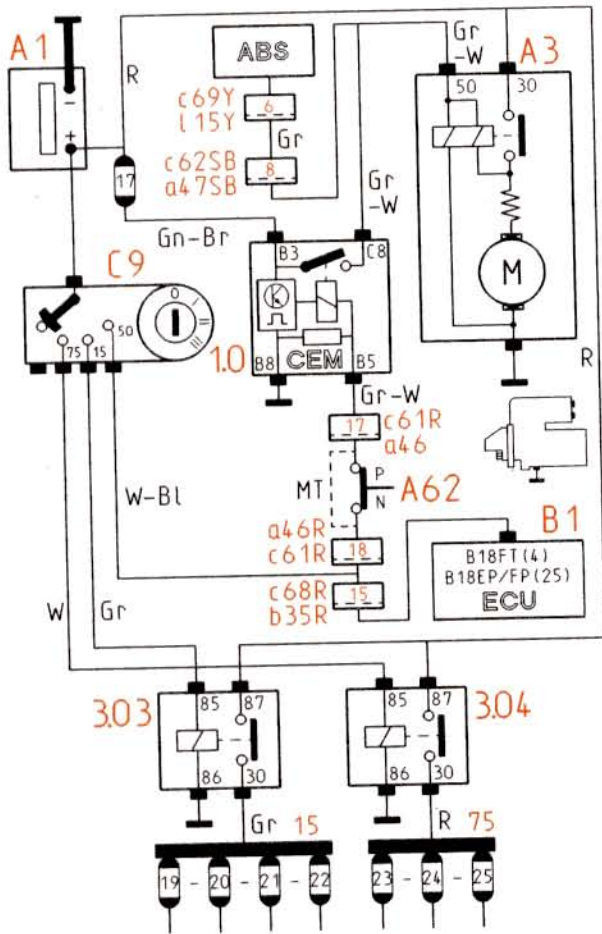 A1
-
+
R
ABS
c69Y
l15Y
6
Gr
c62SB
a47SB
8
Gr
-W
A3
50
30
M
17
Gn-Br
Gr
-W
C9
0
I
II
III
75
15
50
1.0
B3
C8
CEM
B8
B5
Gr-W
17
c61R
a46
MT
P
N
A62
a46R
c61R
18
c68R
b35R
15
B1
B18FT(4)
B18EP/FP(25)
ECU
R
W-Bl
W
Gr
3.03
85
87
86
30
3.04
85
87
86
30
Gr 15
R 75
19 - 20 - 21 - 22
23 - 24 - 25